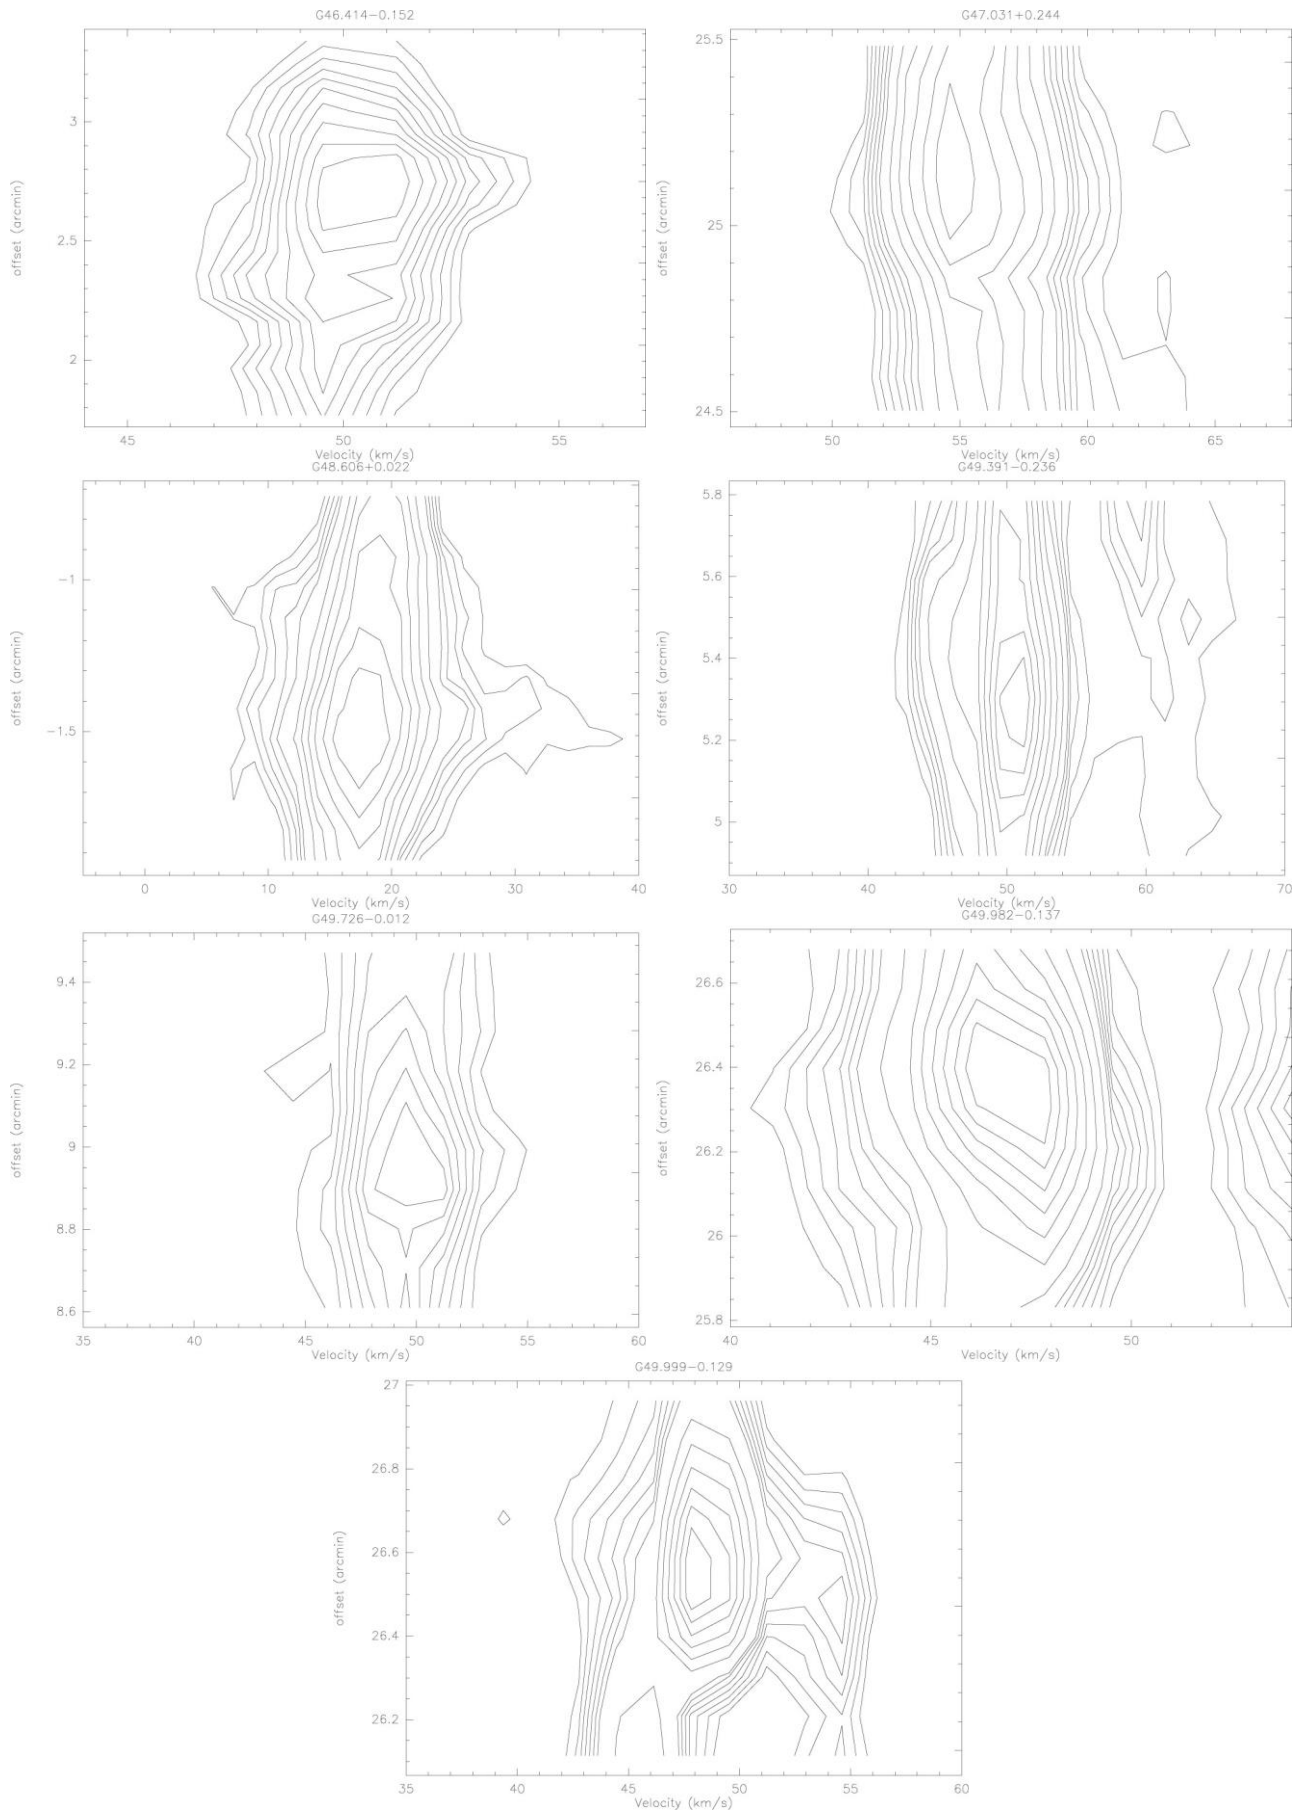 G46.414−0.152
G47.031+0.244
3
2.5
2
offset (arcmin)
45
50
55
Velocity (km/s)
25.5
25
24.5
offset (arcmin)
50
55
60
65
Velocity (km/s)
G48.606+0.022
G49.391−0.236
−1
−1.5
offset (arcmin)
0
10
20
30
40
Velocity (km/s)
5.8
5.6
5.4
5.2
5
offset (arcmin)
30
40
50
60
70
Velocity (km/s)
G49.726−0.012
G49.982−0.137
9.4
9.2
9
8.8
8.6
offset (arcmin)
35
40
45
50
55
60
Velocity (km/s)
26.6
26.4
26.2
26
25.8
offset (arcmin)
40
45
50
Velocity (km/s)
G49.999−0.129
27
26.8
26.6
26.4
26.2
offset (arcmin)
35
40
45
50
55
60
Velocity (km/s)